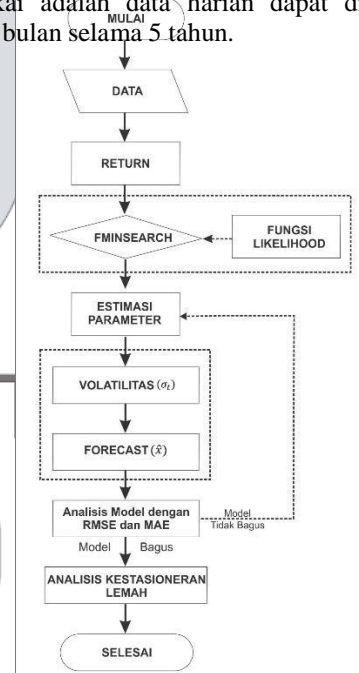 kai adalah data harian dapat d
bulan selama 5 tahun.
MULAI
DATA
RETURN
FMINSEARCH
FUNGSI
LIKELIHOOD
ESTIMASI
PARAMETER
VOLATILITAS (σₜ)
FORECAST (x̂)
Analisis Model dengan
RMSE dan MAE
Model
Tidak Bagus
Model Bagus
ANALISIS KESTASIONERAN
LEMAH
SELESAI